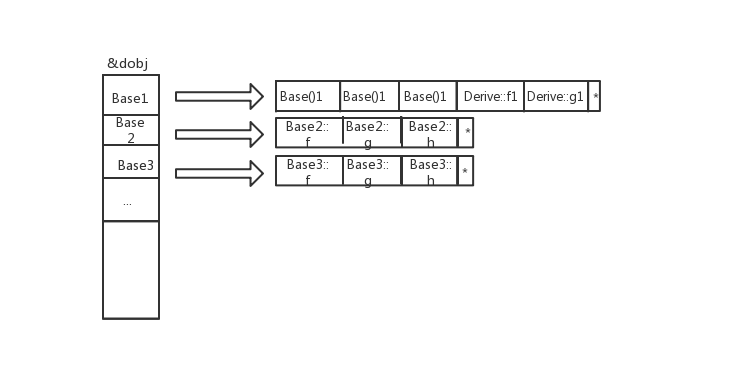 &dobj
Base1
Base()1 Base()1 Base()1 Derive::f1 Derive::g1 *
Base
2
Base2::
f
Base2::
g
Base2::
h
*
Base3
Base3::
f
Base3::
g
Base3::
h
*
...